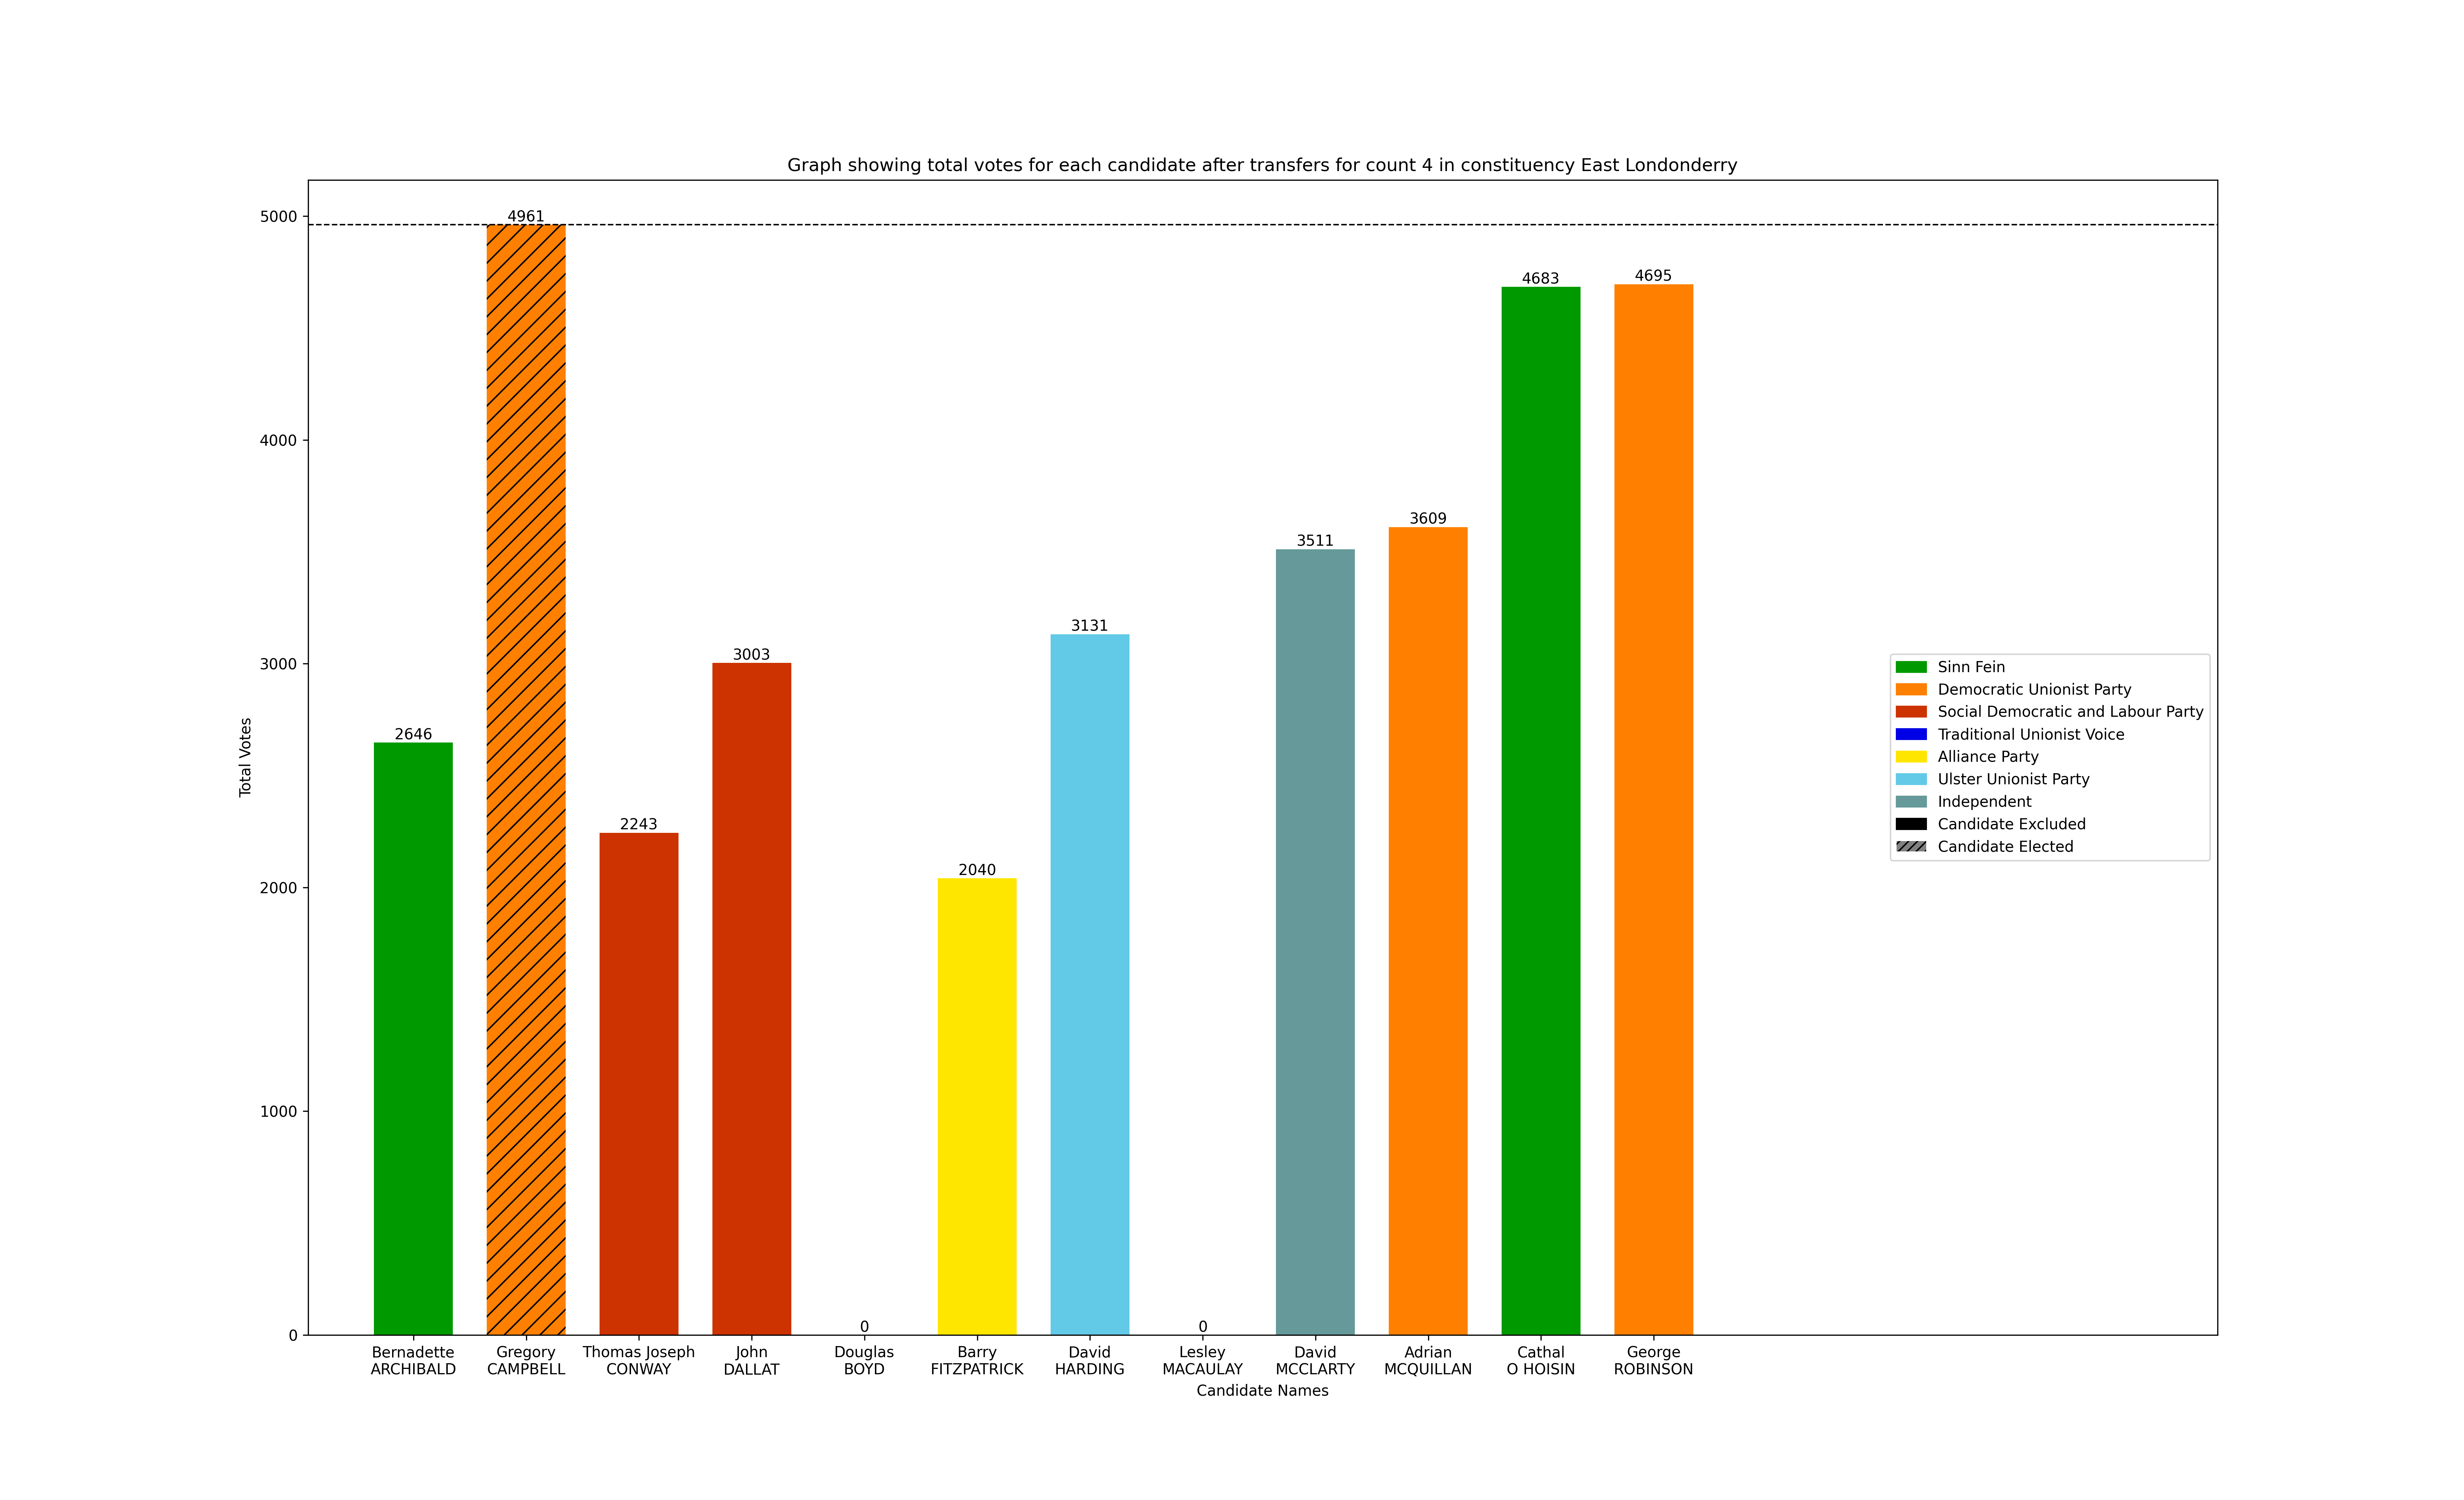 Graph showing total votes for each candidate after transfers for count 4 in constituency East Londonderry
Total Votes
5000
4000
3000
2000
1000
0
2646
4961
2243
3003
0
2040
3131
0
3511
3609
4683
4695
Bernadette
ARCHIBALD
Gregory
CAMPBELL
Thomas Joseph
CONWAY
John
DALLAT
Douglas
BOYD
Barry
FITZPATRICK
David
HARDING
Lesley
MACAULAY
David
MCCLARTY
Adrian
MCQUILLAN
Cathal
O HOISIN
George
ROBINSON
Candidate Names
Sinn Fein
Democratic Unionist Party
Social Democratic and Labour Party
Traditional Unionist Voice
Alliance Party
Ulster Unionist Party
Independent
Candidate Excluded
Candidate Elected